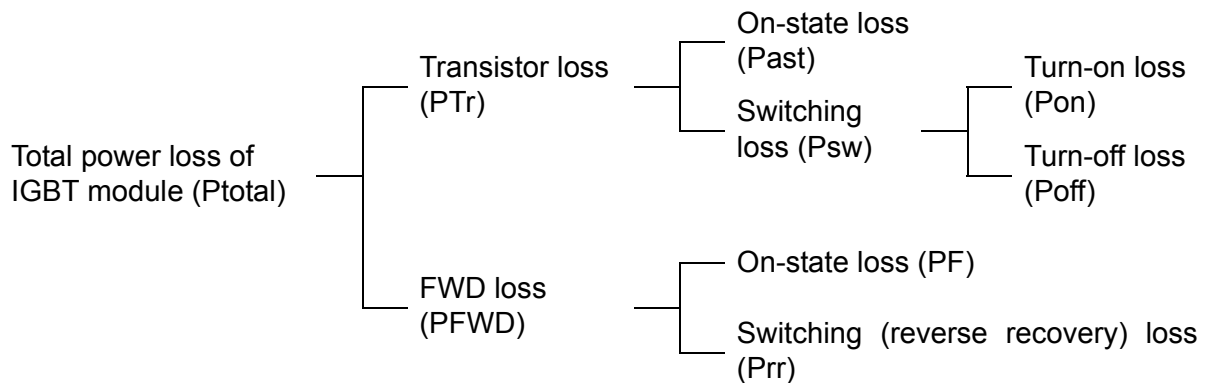 Total power loss of
IGBT module (Ptotal)
Transistor loss
(PTr)
On-state loss
(Past)
Switching
loss (Psw)
Turn-on loss
(Pon)
Turn-off loss
(Poff)
FWD loss
(PFWD)
On-state loss (PF)
Switching (reverse recovery) loss
(Prr)